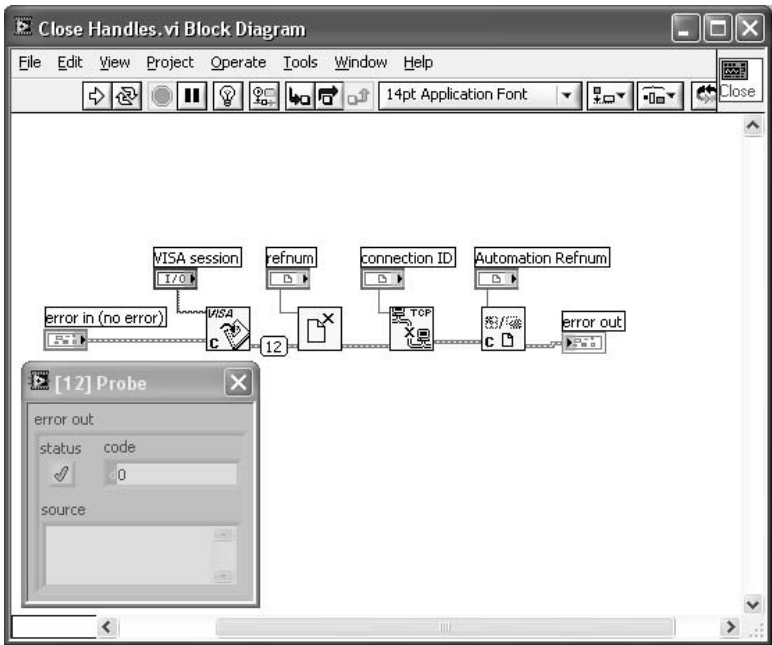 Close Handles.vi Block Diagram
File Edit View Project Operate Tools Window Help
14pt Application Font
Close
VISA session
refnum
connection ID
Automation Refnum
I/O
error in (no error)
VISA
C
12
TCP
C
error out
[12] Probe
error out
status
code
0
source